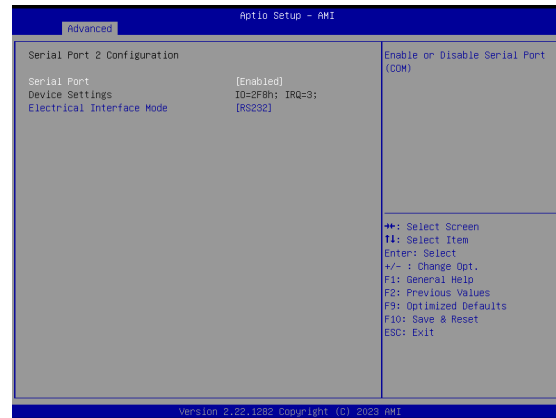 Aptio Setup - AMI
Advanced
Serial Port 2 Configuration
Serial Port [Enabled]
Device Settings IO=2F8h; IRQ=3;
Electrical Interface Mode [RS232]
Enable or Disable Serial Port
(COM)
→←: Select Screen
↑↓: Select Item
Enter: Select
+/- : Change Opt.
F1: General Help
F2: Previous Values
F9: Optimized Defaults
F10: Save & Reset
ESC: Exit
Version 2.22.1282 Copyright (C) 2023 AMI